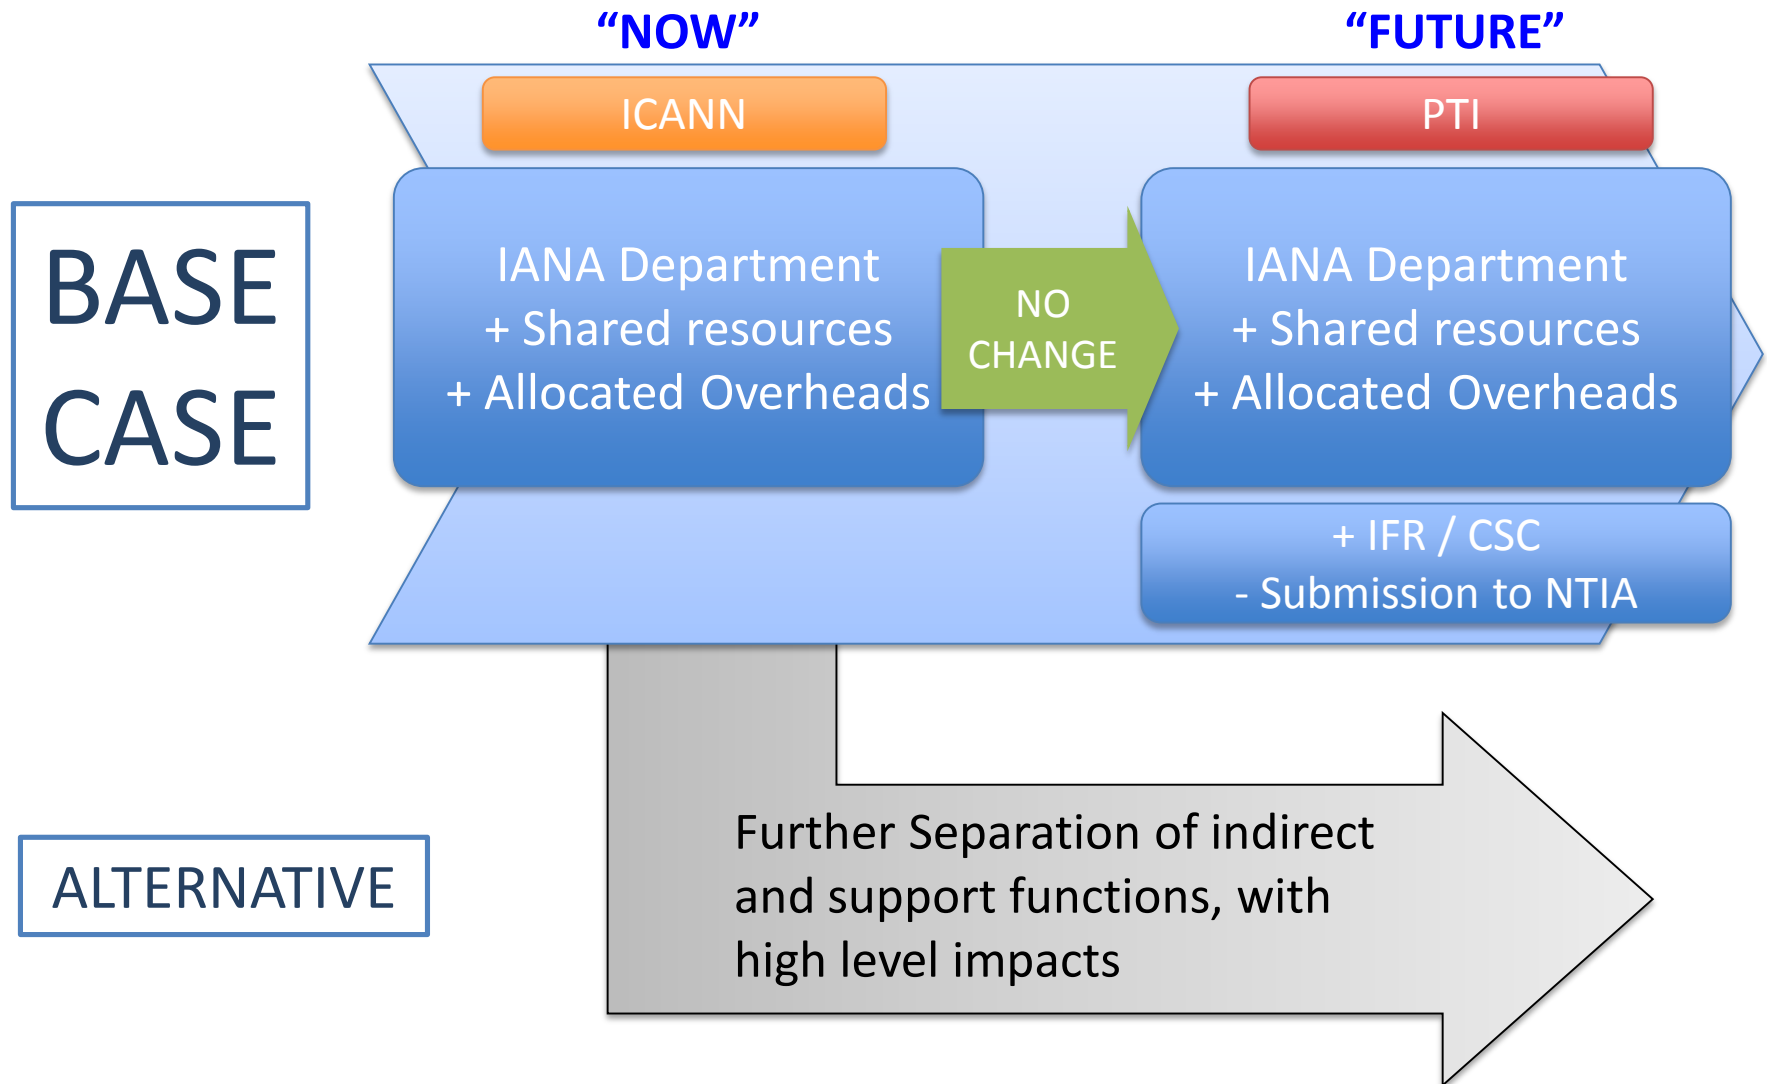 “NOW”
“FUTURE”
ICANN
PTI
BASE
CASE
IANA Department
+ Shared resources
+ Allocated Overheads
NO
CHANGE
IANA Department
+ Shared resources
+ Allocated Overheads
+ IFR / CSC
- Submission to NTIA
ALTERNATIVE
Further Separation of indirect
and support functions, with
high level impacts